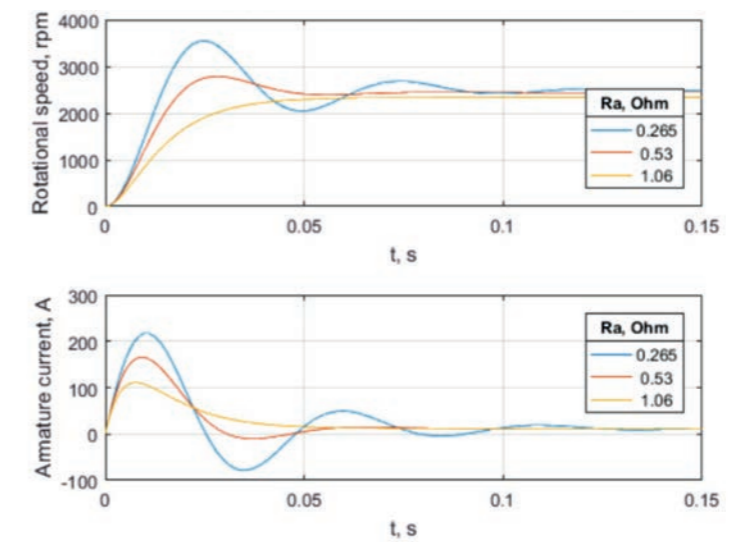 Rotational speed, rpm
4000
3000
2000
1000
0
0 0.05 0.1 0.15
t, s
Ra, Ohm
0.265
0.53
1.06
Armature current, A
300
200
100
0
-100
0 0.05 0.1 0.15
t, s
Ra, Ohm
0.265
0.53
1.06